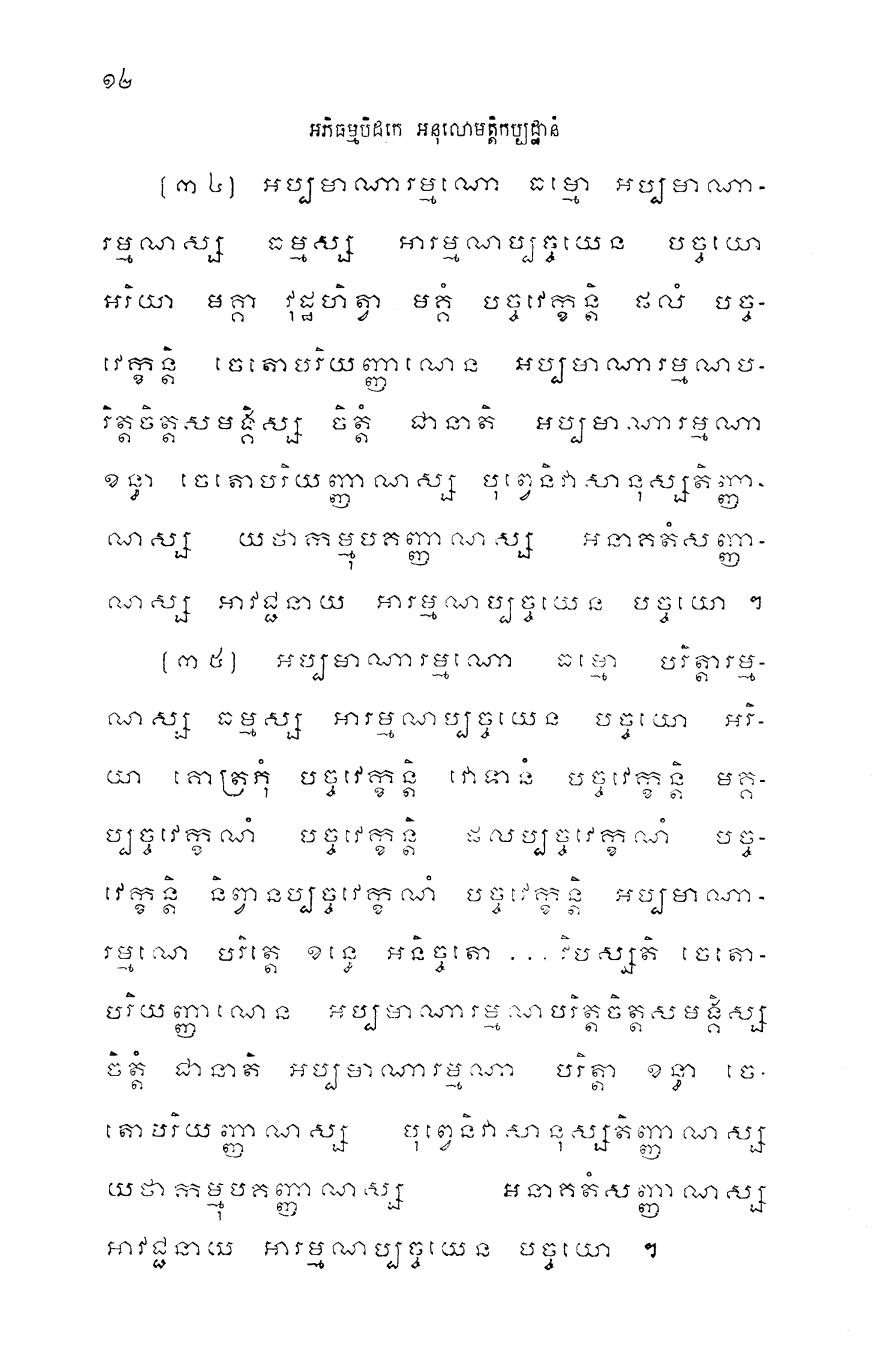 ១២
អភិធម្មបិដកេ អនុលោមត្តិកប្បដ្ឋានំ
(៣៤) អប្បមាណារម្មណោ ធម្មោ អប្បមាណា-
រម្មណស្ស ធម្មស្ស អារម្មណប្បច្ចយេន បច្ចយោ
អរិយា មគ្គា វុដ្ឋហិត្វា មគ្គំ បច្ចវេក្ខន្តិ ផលំ បច្ច-
វេក្ខន្តិ ចេតោបរិយញ្ញាណេន អប្បមាណារម្មណប-
រិត្តចិត្តសមង្គិស្ស ចិត្តំ ជានាតិ អប្បមាណារម្មណា
ខន្ធា ចេតោបរិយញ្ញាណស្ស បុព្វេនិវាសានុស្សតិញ្ញា-
ណស្ស យថាកម្មុបគញ្ញាណស្ស អនាគតំសញ្ញា-
ណស្ស អាវជ្ជនាយ អារម្មណប្បច្ចយេន បច្ចយោ ។
(៣៥) អប្បមាណារម្មណោ ធម្មោ បរិត្តារម្ម-
ណស្ស ធម្មស្ស អារម្មណប្បច្ចយេន បច្ចយោ អរិ-
យា គោត្រភុំ បច្ចវេក្ខន្តិ វោទានំ បច្ចវេក្ខន្តិ មគ្គ-
ប្បច្ចវេក្ខណំ បច្ចវេក្ខន្តិ ផលប្បច្ចវេក្ខណំ បច្ច-
វេក្ខន្តិ និព្វានប្បច្ចវេក្ខណំ បច្ចវេក្ខន្តិ អប្បមាណា-
រម្មណេ បរិត្តេ ខន្ធេ អនិច្ចតោ ... វិបស្សតិ ចេតោ-
បរិយញ្ញាណេន អប្បមាណារម្មណបរិត្តចិត្តសមង្គិស្ស
ចិត្តំ ជានាតិ អប្បមាណារម្មណា បរិត្តា ខន្ធា ចេ-
តោបរិយញ្ញាណស្ស បុព្វេនិវាសានុស្សតិញ្ញាណស្ស
យថាកម្មុបគញ្ញាណស្ស អនាគតំសញ្ញាណស្ស
អាវជ្ជនាយ អារម្មណប្បច្ចយេន បច្ចយោ ។